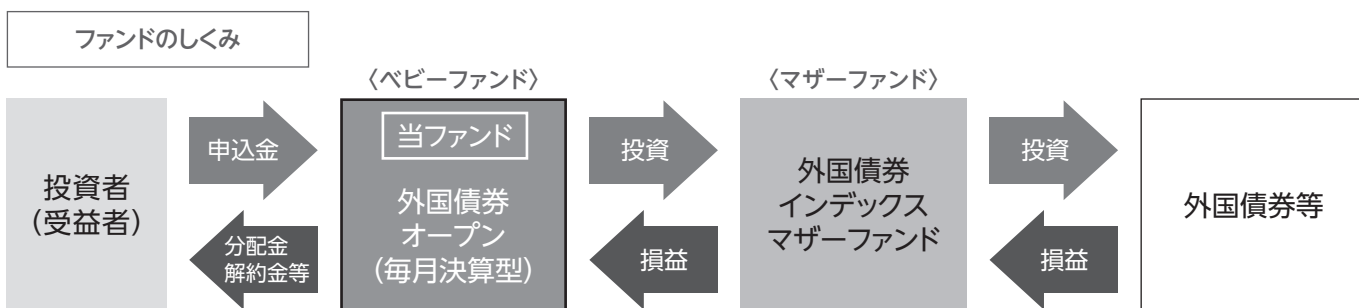 ファンドのしくみ
〈ベビーファンド〉
〈マザーファンド〉
投資者
(受益者)
申込金
分配金
解約金等
当ファンド
外国債券
オープン
(毎月決算型)
投資
損益
外国債券
インデックス
マザーファンド
投資
損益
外国債券等